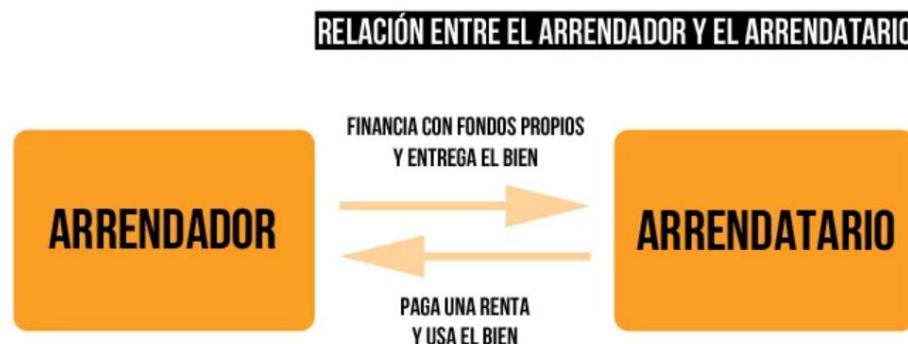 RELACIÓN ENTRE EL ARRENDADOR Y EL ARRENDATARIO
FINANCIA CON FONDOS PROPIOS
Y ENTREGA EL BIEN
ARRENDADOR
ARRENDATARIO
PAGA UNA RENTA
Y USA EL BIEN